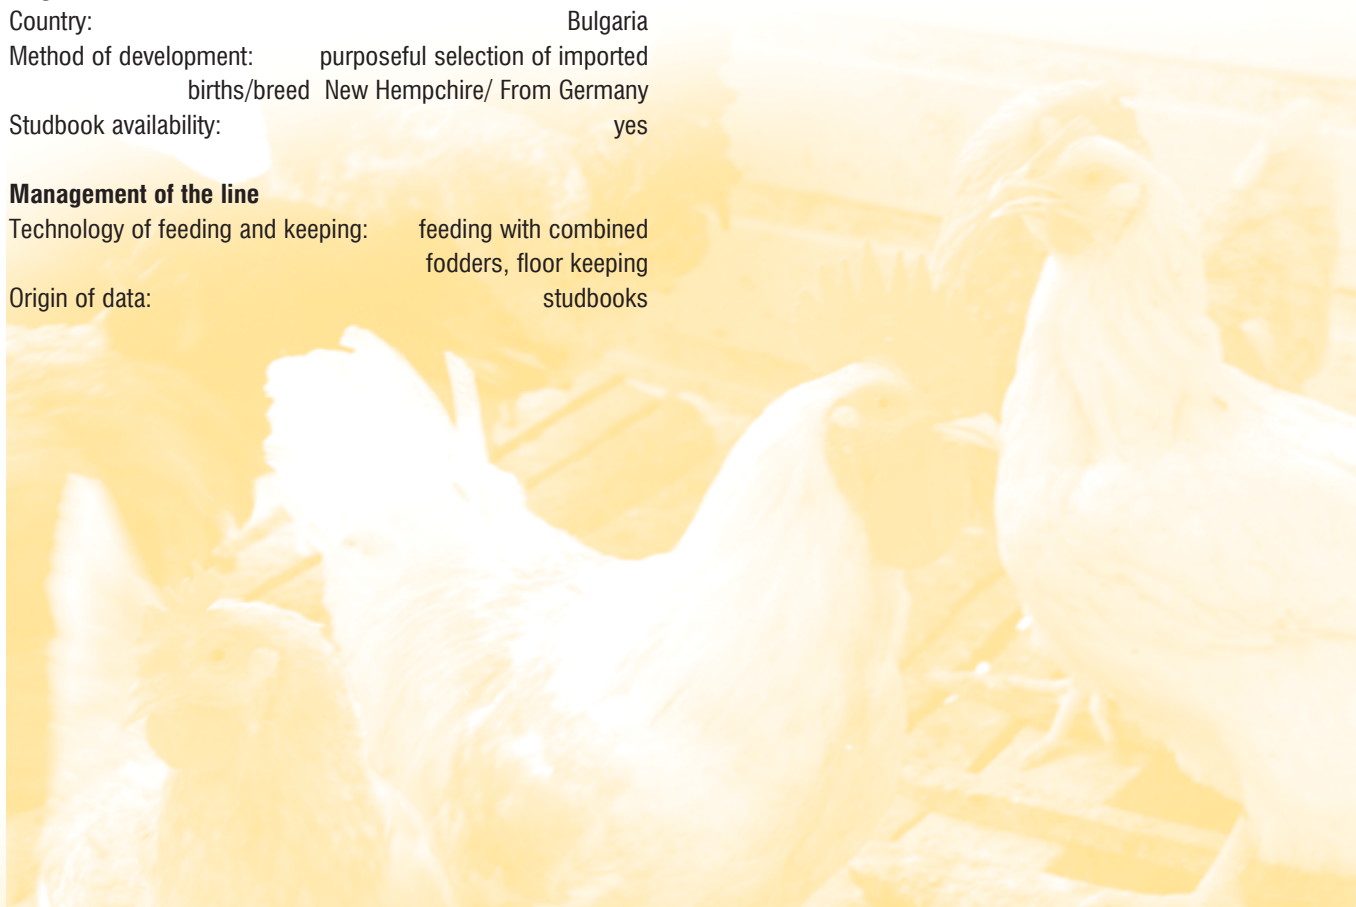 Country: Bulgaria
Method of development: purposeful selection of imported
births/breed New Hempchire/ From Germany
Studbook availability: yes
Management of the line
Technology of feeding and keeping: feeding with combined
fodders, floor keeping
Origin of data: studbooks